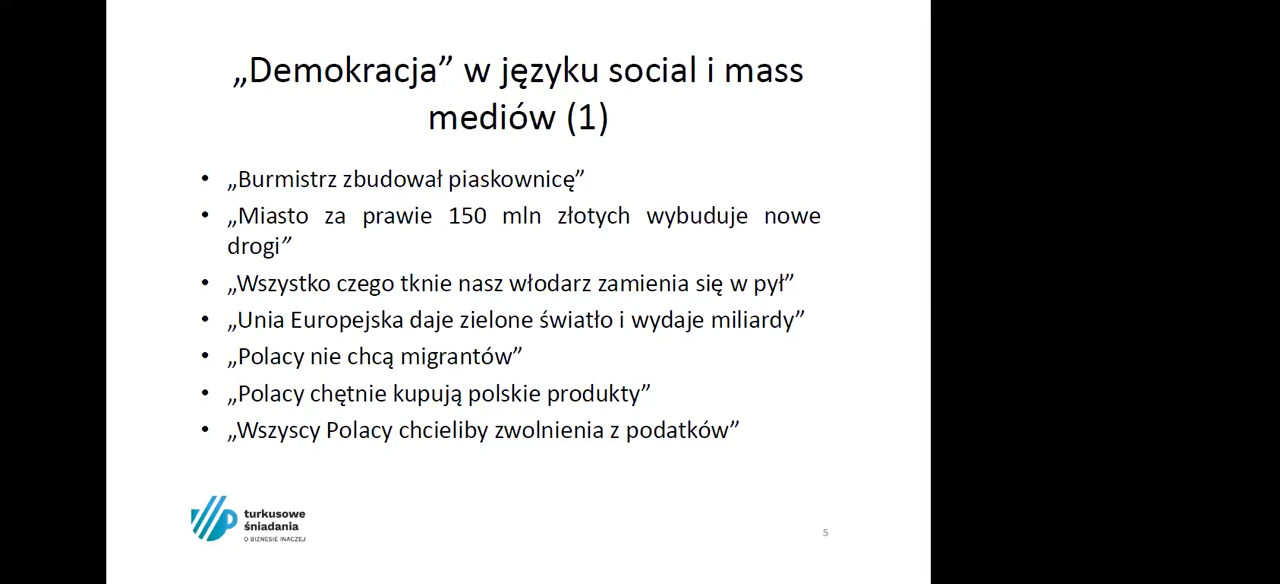 „Demokracja” w języku social i mass
mediów (1)
• „Burmistrz zbudował piaskownicę”
• „Miasto za prawie 150 mln złotych wybuduje nowe
drogi”
• „Wszystko czego tknie nasz włodarz zamienia się w pył”
• „Unia Europejska daje zielone światło i wydaje miliardy”
• „Polacy nie chcą migrantów”
• „Polacy chętnie kupują polskie produkty”
• „Wszyscy Polacy chcieliby zwolnienia z podatków”
turkusowe
śniadania
O BIZNESIE INACZEJ
5